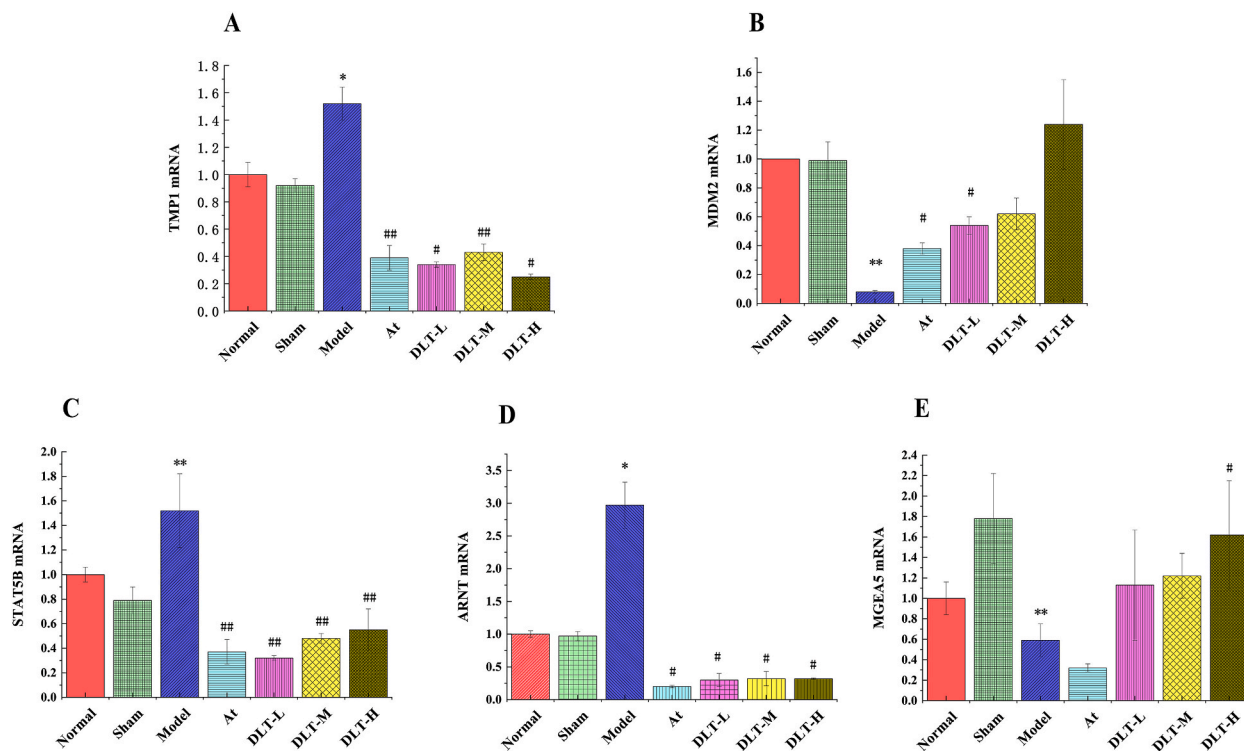 A
TMP1 mRNA
1.8
1.6
1.4
1.2
1.0
0.8
0.6
0.4
0.2
0.0
*
##
#
##
#
Normal
Sham
Model
At
DLT-L
DLT-M
DLT-H
B
MDM2 mRNA
1.6
1.4
1.2
1.0
0.8
0.6
0.4
0.2
0.0
**
#
#
Normal
Sham
Model
At
DLT-L
DLT-M
DLT-H
C
STAT5B mRNA
2.0
1.8
1.6
1.4
1.2
1.0
0.8
0.6
0.4
0.2
0.0
**
##
##
##
##
Normal
Sham
Model
At
DLT-L
DLT-M
DLT-H
D
ARNT mRNA
3.5
3.0
2.5
2.0
1.5
1.0
0.5
0.0
*
#
#
#
#
Normal
Sham
Model
At
DLT-L
DLT-M
DLT-H
E
MGEA5 mRNA
2.4
2.2
2.0
1.8
1.6
1.4
1.2
1.0
0.8
0.6
0.4
0.2
0.0
**
#
Normal
Sham
Model
At
DLT-L
DLT-M
DLT-H